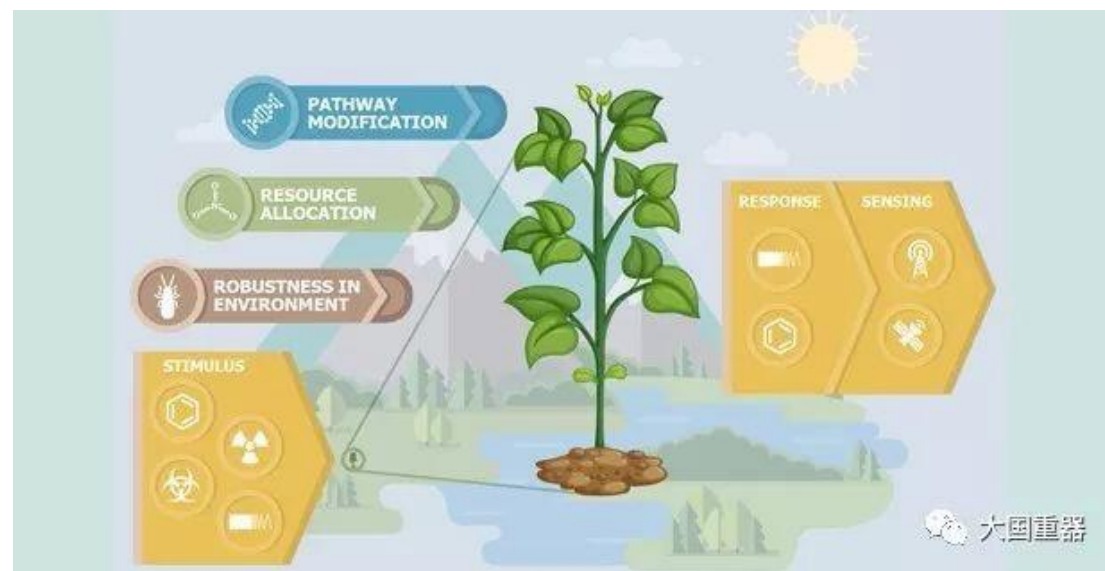 PATHWAY
MODIFICATION
RESOURCE
ALLOCATION
ROBUSTNESS IN
ENVIRONMENT
STIMULUS
RESPONSE
SENSING
大国重器